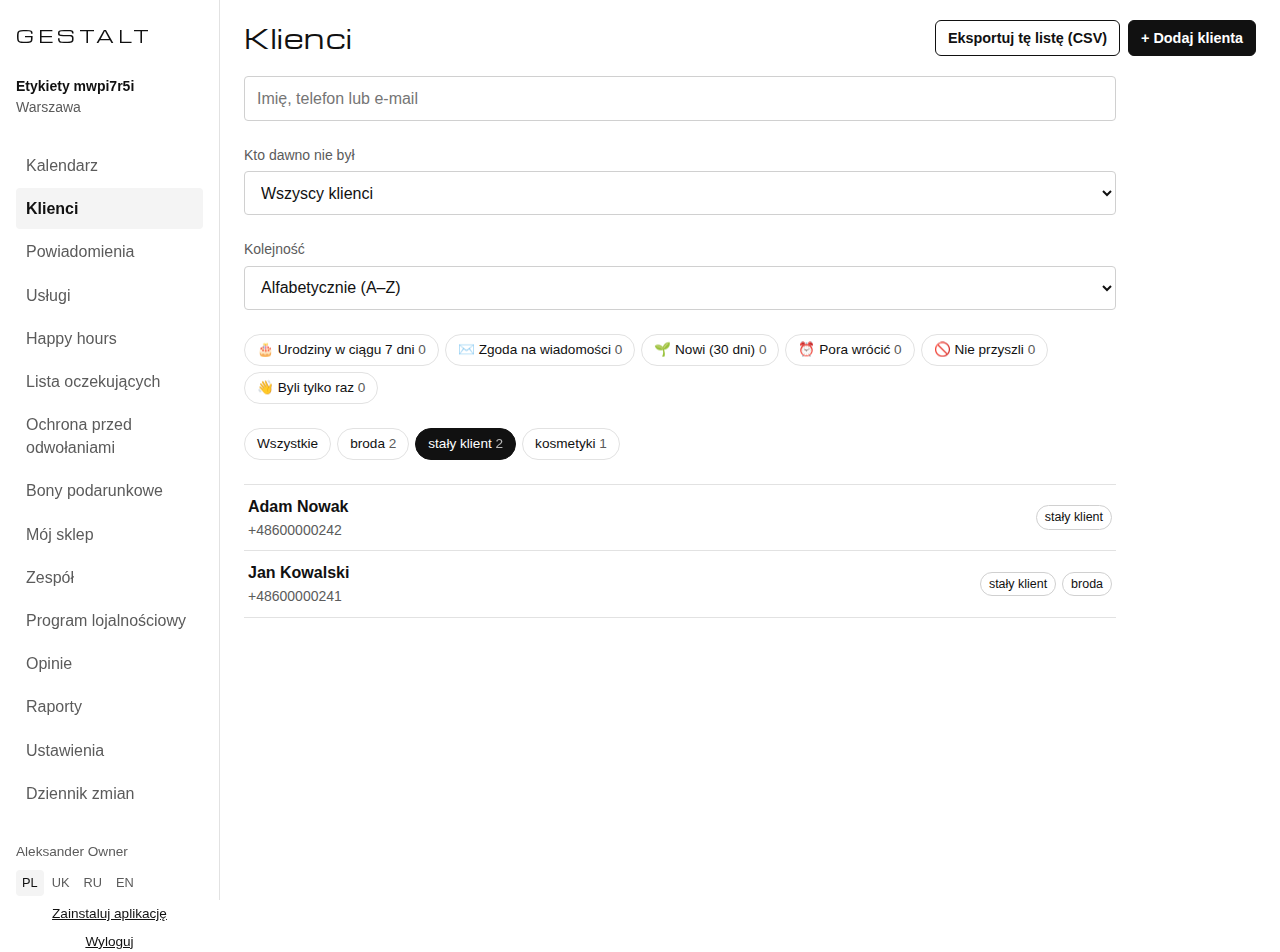 GESTALT
Etykiety mwpi7r5i
Warszawa
Kalendarz
Klienci
Powiadomienia
Usługi
Happy hours
Lista oczekujących
Ochrona przed
odwołaniami
Bony podarunkowe
Mój sklep
Zespół
Program lojalnościowy
Opinie
Raporty
Ustawienia
Dziennik zmian
Aleksander Owner
PL UK RU EN
Zainstaluj aplikację
Wyloguj
Klienci
Eksportuj tę listę (CSV) + Dodaj klienta
Imię, telefon lub e-mail
Kto dawno nie był
Wszyscy klienci
Kolejność
Alfabetycznie (A–Z)
🎂 Urodziny w ciągu 7 dni 0 ✉️ Zgoda na wiadomości 0 🌱 Nowi (30 dni) 0 ⏰ Pora wrócić 0 🚫 Nie przyszli 0
👋 Byli tylko raz 0
Wszystkie broda 2 stały klient 2 kosmetyki 1
Adam Nowak
+48600000242
stały klient
Jan Kowalski
+48600000241
stały klient broda